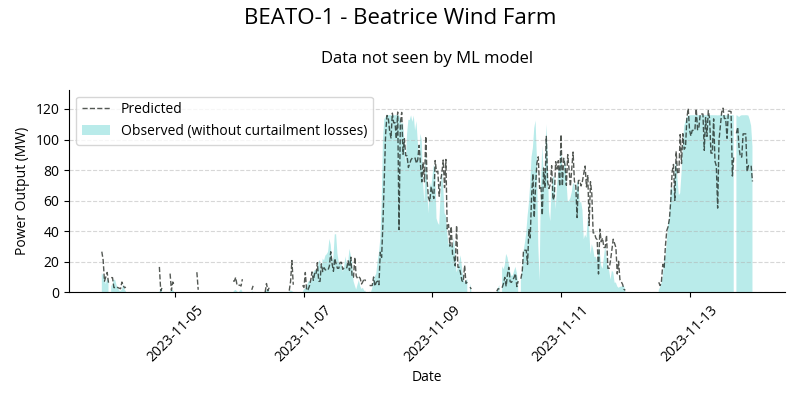 BEATO-1 - Beatrice Wind Farm
Data not seen by ML model
Predicted
Observed (without curtailment losses)
Power Output (MW)
120
100
80
60
40
20
0
2023-11-05
2023-11-07
2023-11-09
2023-11-11
2023-11-13
Date